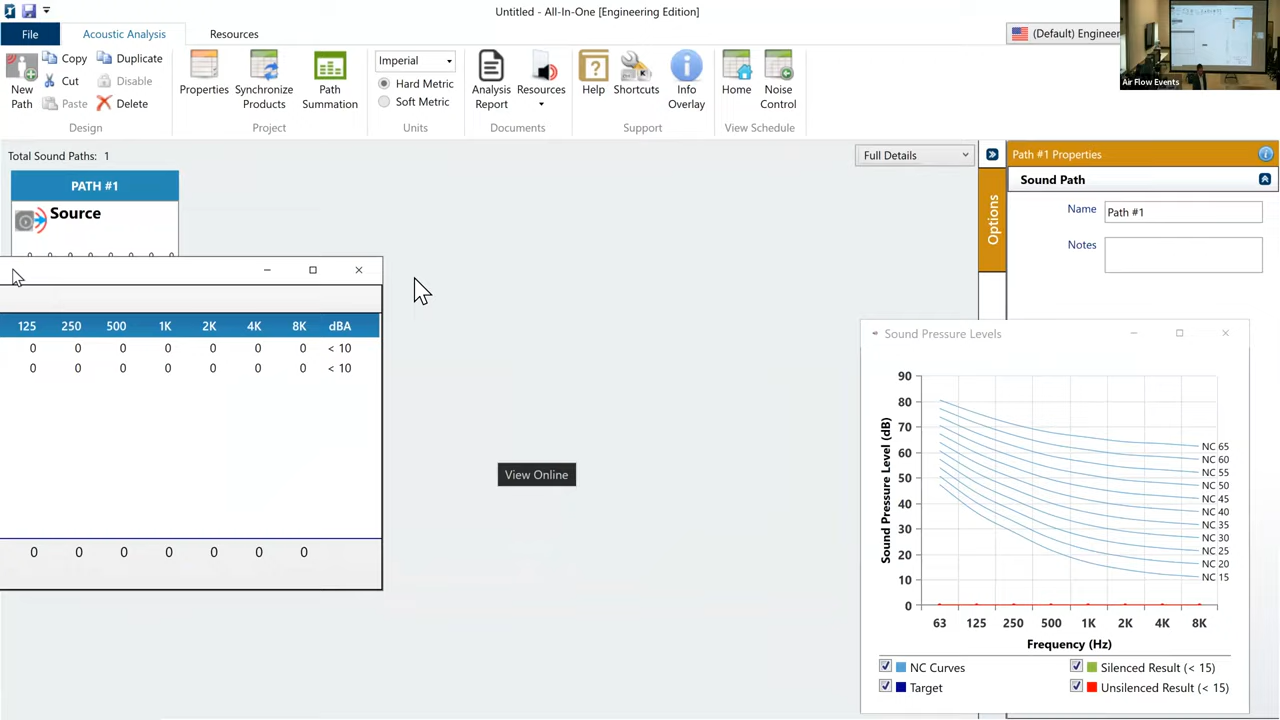 Untitled - All-In-One [Engineering Edition]
File
Acoustic Analysis
Resources
(Default) Engineer
Air Flow Events
New Path
Copy
Cut
Paste
Duplicate
Disable
Delete
Design
Properties
Synchronize Products
Path Summation
Project
Imperial
Hard Metric
Soft Metric
Units
Analysis Report
Resources
Documents
Help
Shortcuts
Info Overlay
Support
Home
Noise Control
View Schedule
Total Sound Paths: 1
Full Details
PATH #1
Source
0 0 0 0 0 0 0 0
125 250 500 1K 2K 4K 8K dBA
0 0 0 0 0 0 0 < 10
0 0 0 0 0 0 0 < 10
0 0 0 0 0 0 0
View Online
Options
Path #1 Properties
Sound Path
Name
Path #1
Notes
Sound Pressure Levels
Sound Pressure Level (dB)
90
80
70
60
50
40
30
20
10
0
NC 65
NC 60
NC 55
NC 50
NC 45
NC 40
NC 35
NC 30
NC 25
NC 20
NC 15
63 125 250 500 1K 2K 4K 8K
Frequency (Hz)
NC Curves
Silenced Result (< 15)
Target
Unsilenced Result (< 15)